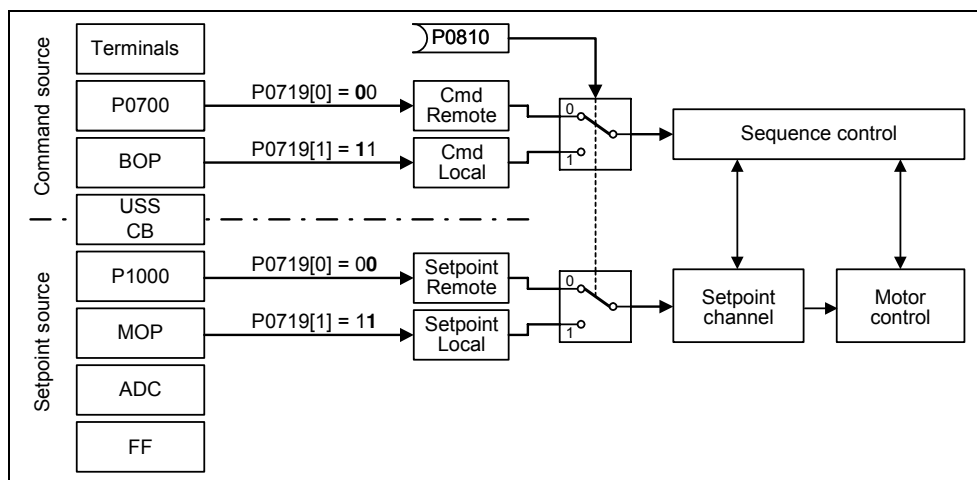 Command source
Setpoint source
Terminals
P0700
BOP
USS
CB
P1000
MOP
ADC
FF
P0719[0] = 00
P0719[1] = 11
P0719[0] = 00
P0719[1] = 11
P0810
Cmd
Remote
Cmd
Local
Setpoint
Remote
Setpoint
Local
0
1
0
1
Sequence control
Setpoint
channel
Motor
control